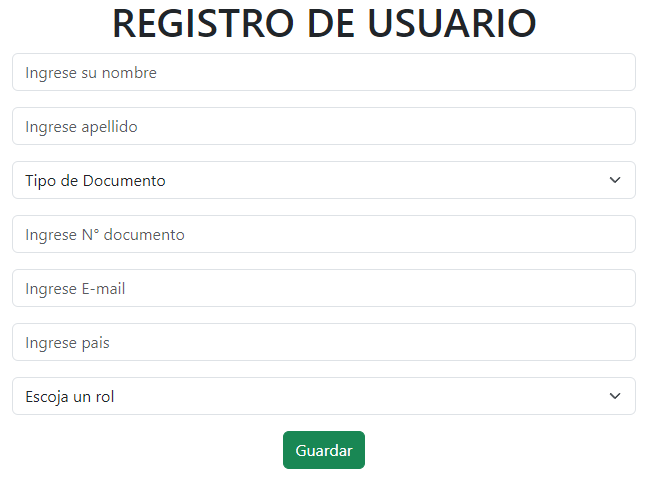 REGISTRO DE USUARIO
Ingrese su nombre
Ingrese apellido
Tipo de Documento
Ingrese N° documento
Ingrese E-mail
Ingrese pais
Escoja un rol
Guardar